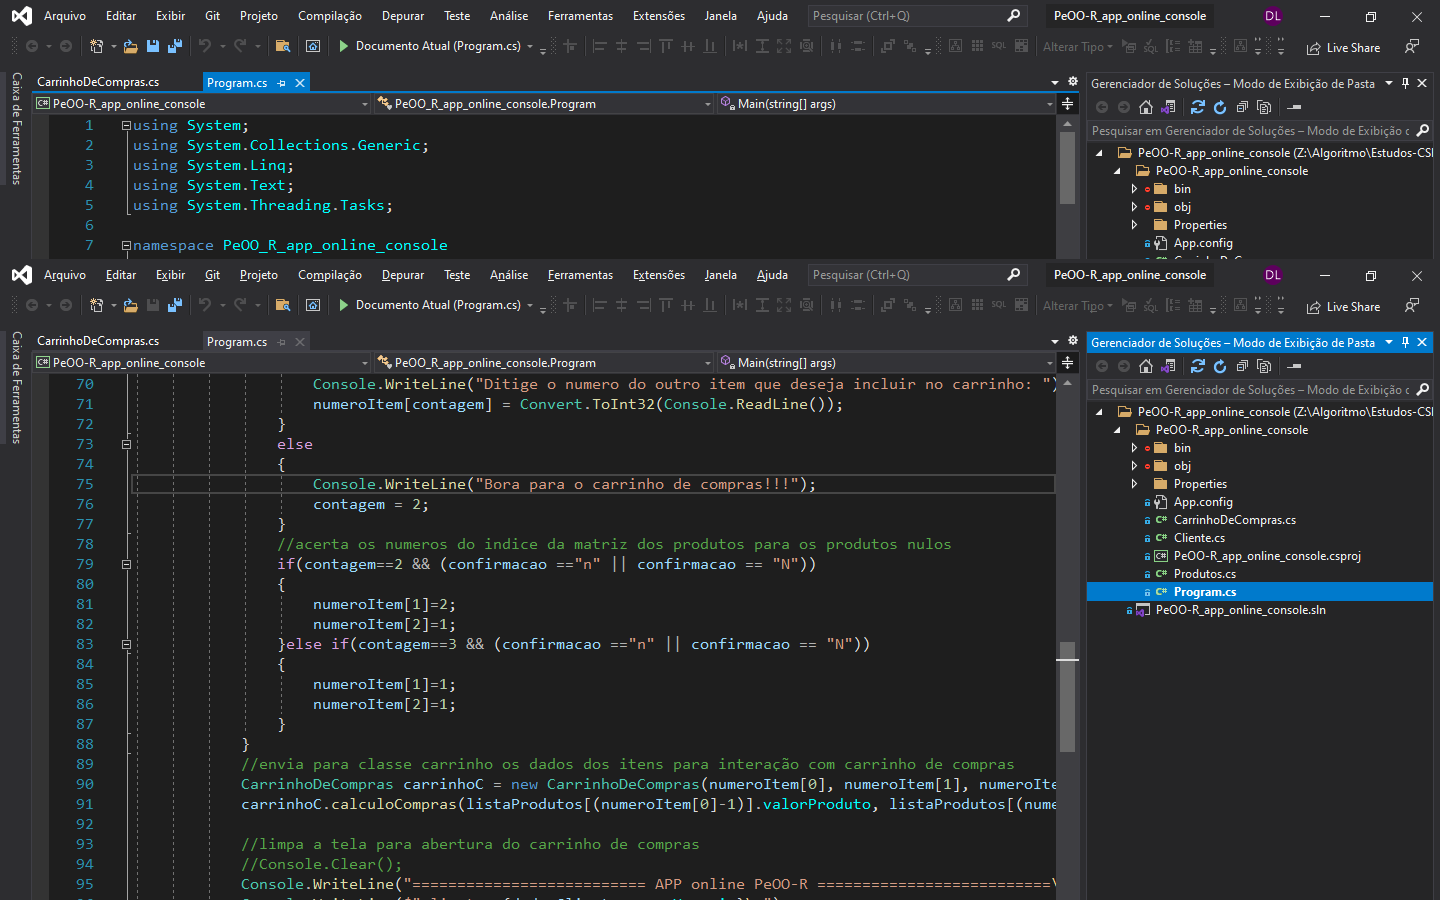 Arquivo Editar Exibir Git Projeto Compilação Depurar Teste Análise Ferramentas Extensões Janela Ajuda Pesquisar (Ctrl+Q) PeOO-R_app_online_console DL
Documento Atual (Program.cs) SQL Alterar Tipo Live Share
Caixa de Ferramentas
CarrinhoDeCompras.cs Program.cs
PeOO-R_app_online_console PeOO_R_app_online_console.Program Main(string[] args)
1 using System;
2 using System.Collections.Generic;
3 using System.Linq;
4 using System.Text;
5 using System.Threading.Tasks;
6
7 namespace PeOO_R_app_online_console
Gerenciador de Soluções – Modo de Exibição de Pasta
Pesquisar em Gerenciador de Soluções – Modo de Exibição
PeOO-R_app_online_console (Z:\Algoritmo\Estudos-CS
PeOO-R_app_online_console
bin
obj
Properties
App.config
Arquivo Editar Exibir Git Projeto Compilação Depurar Teste Análise Ferramentas Extensões Janela Ajuda Pesquisar (Ctrl+Q) PeOO-R_app_online_console DL
Documento Atual (Program.cs) SQL Alterar Tipo Live Share
Caixa de Ferramentas
CarrinhoDeCompras.cs Program.cs
PeOO-R_app_online_console PeOO_R_app_online_console.Program Main(string[] args)
70 Console.WriteLine("Ditige o numero do outro item que deseja incluir no carrinho: ")
71 numeroItem[contagem] = Convert.ToInt32(Console.ReadLine());
72 }
73 else
74 {
75 Console.WriteLine("Bora para o carrinho de compras!!!");
76 contagem = 2;
77 }
78 //acerta os numeros do indice da matriz dos produtos para os produtos nulos
79 if(contagem==2 && (confirmacao =="n" || confirmacao == "N"))
80 {
81 numeroItem[1]=2;
82 numeroItem[2]=1;
83 }else if(contagem==3 && (confirmacao =="n" || confirmacao == "N"))
84 {
85 numeroItem[1]=1;
86 numeroItem[2]=1;
87 }
88 }
89 //envia para classe carrinho os dados dos itens para interação com carrinho de compras
90 CarrinhoDeCompras carrinhoC = new CarrinhoDeCompras(numeroItem[0], numeroItem[1], numeroIte
91 carrinhoC.calculoCompras(listaProdutos[(numeroItem[0]-1)].valorProduto, listaProdutos[(nume
92
93 //limpa a tela para abertura do carrinho de compras
94 //Console.Clear();
95 Console.WriteLine("========================== APP online PeOO-R ==========================\
Gerenciador de Soluções – Modo de Exibição de Pasta
Pesquisar em Gerenciador de Soluções – Modo de Exibição
PeOO-R_app_online_console (Z:\Algoritmo\Estudos-CS
PeOO-R_app_online_console
bin
obj
Properties
App.config
CarrinhoDeCompras.cs
Cliente.cs
PeOO-R_app_online_console.csproj
Produtos.cs
Program.cs
PeOO-R_app_online_console.sln